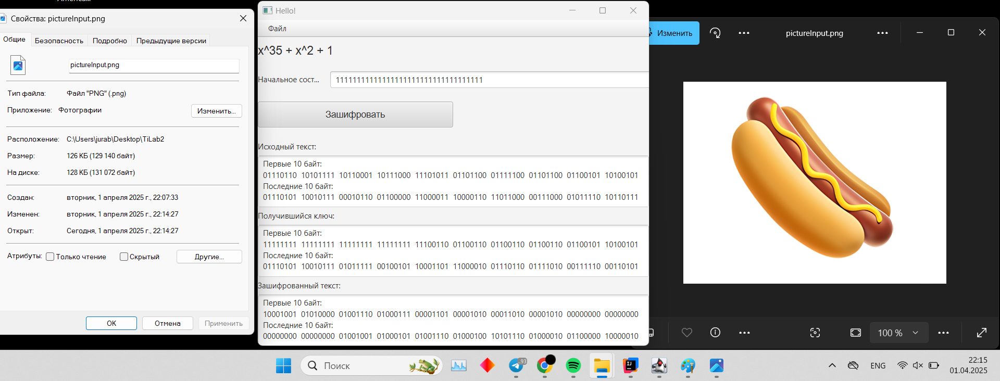 Свойства: pictureInput.png
Общие
Безопасность
Подробно
Предыдущие версии
pictureInput.png
Тип файла: Файл "PNG" (.png)
Приложение: Фотографии
Изменить...
Расположение: C:\Users\jurab\Desktop\TiLab2
Размер: 126 КБ (129 140 байт)
На диске: 128 КБ (131 072 байт)
Создан: вторник, 1 апреля 2025 г., 22:07:33
Изменен: вторник, 1 апреля 2025 г., 22:14:27
Открыт: Сегодня, 1 апреля 2025 г., 22:14:27
Атрибуты: Только чтение Скрытый Другие...
ОК Отмена Применить
Hello!
Файл
x^35 + x^2 + 1
Начальное сост... 11111111111111111111111111111111111
Зашифровать
Исходный текст:
Первые 10 байт:
01110110 10101111 10110001 10111000 11101011 01101100 01111100 01101100 01100101 10100101
Последние 10 байт:
01110101 10010111 00010110 01100000 11000011 10000110 11011000 00111000 01011110 10110111
Получившийся ключ:
Первые 10 байт:
11111111 11111111 11111111 11111111 11100110 01100110 01100110 01100110 01100101 10100101
Последние 10 байт:
01110101 10010111 01011111 00100101 10001101 11000010 01110110 01111010 00111110 00110101
Зашифрованный текст:
Первые 10 байт:
10001001 01010000 01001110 01000111 00001101 00001010 00011010 00001010 00000000 00000000
Последние 10 байт:
00000000 00000000 01001001 01000101 01001110 01000100 10101110 01000010 01100000 10000010
Изменить
pictureInput.png
100 %
Поиск
93
ENG
22:15
01.04.2025